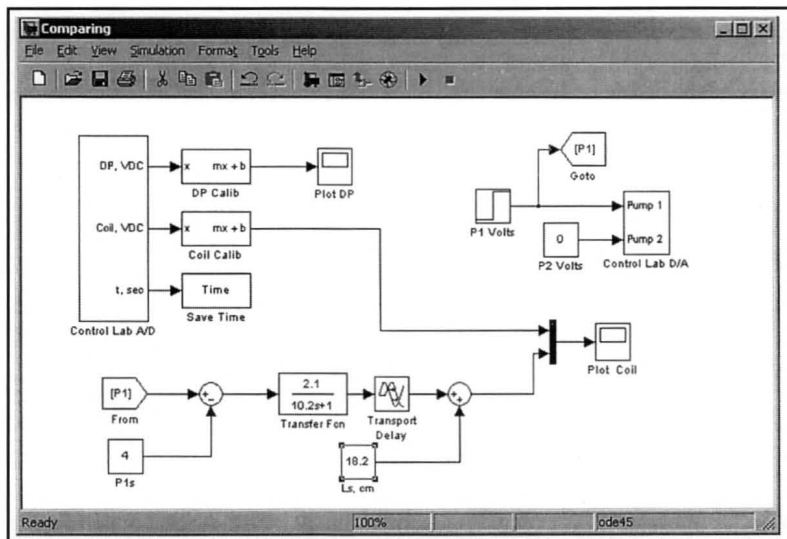 Comparing
File Edit View Simulation Format Tools Help
DP, VDC
x mx + b
DP Calib
Plot DP
[P1]
Goto
Coil, VDC
x mx + b
Coil Calib
P1 Volts
Pump 1
0
Pump 2
P2 Volts
Control Lab D/A
t, sec
Time
Save Time
Control Lab A/D
Plot Coil
[P1]
From
+
-
2.1
10.2s+1
Transfer Fcn
Transport
Delay
+
+
4
P1s
18.2
Ls, cm
Ready 100% ode45